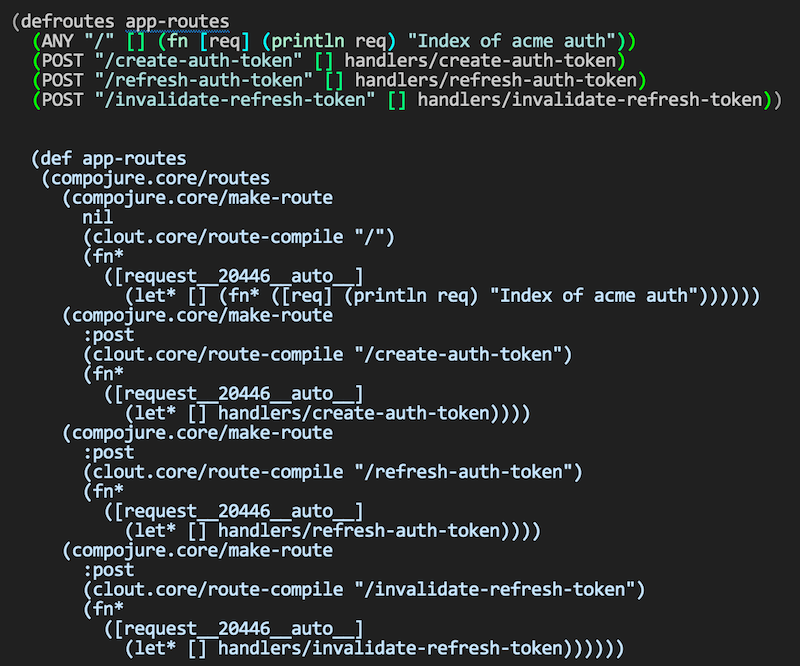 (defroutes app-routes
  (ANY "/" [] (fn [req] (println req) "Index of acme auth"))
  (POST "/create-auth-token" [] handlers/create-auth-token)
  (POST "/refresh-auth-token" [] handlers/refresh-auth-token)
  (POST "/invalidate-refresh-token" [] handlers/invalidate-refresh-token))
  (def app-routes
   (compojure.core/routes
     (compojure.core/make-route
       nil
       (clout.core/route-compile "/")
       (fn*
         ([request__20446__auto__]
           (let* [] (fn* ([req] (println req) "Index of acme auth"))))))
     (compojure.core/make-route
       :post
       (clout.core/route-compile "/create-auth-token")
       (fn*
         ([request__20446__auto__]
           (let* [] handlers/create-auth-token))))
     (compojure.core/make-route
       :post
       (clout.core/route-compile "/refresh-auth-token")
       (fn*
         ([request__20446__auto__]
           (let* [] handlers/refresh-auth-token))))
     (compojure.core/make-route
       :post
       (clout.core/route-compile "/invalidate-refresh-token")
       (fn*
         ([request__20446__auto__]
           (let* [] handlers/invalidate-refresh-token))))))